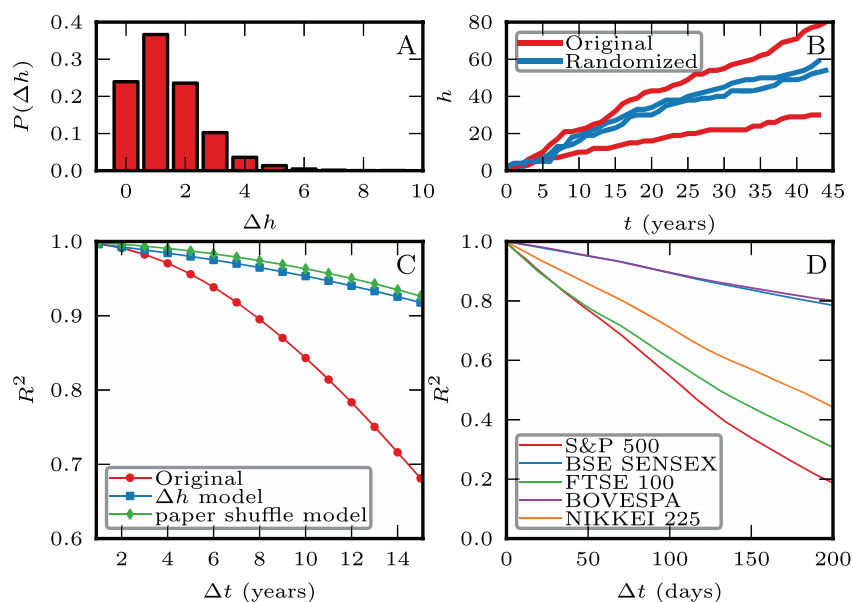 0.4
0.3
0.2
0.1
0.0
P(Δh)
A
0 2 4 6 8 10
Δh
80
60
40
20
0
h
Original
Randomized
B
0 5 10 15 20 25 30 35 40 45
t (years)
1.0
0.9
0.8
0.7
0.6
R²
C
Original
Δh model
paper shuffle model
2 4 6 8 10 12 14
Δt (years)
1.0
0.8
0.6
0.4
0.2
0.0
R²
D
S&P 500
BSE SENSEX
FTSE 100
BOVESPA
NIKKEI 225
0 50 100 150 200
Δt (days)